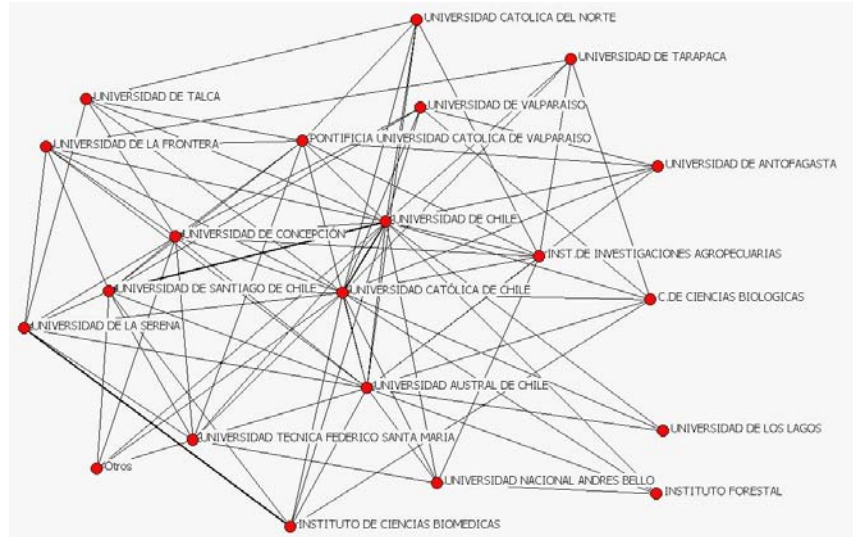 UNIVERSIDAD CATOLICA DEL NORTE
UNIVERSIDAD DE TARAPACA
UNIVERSIDAD DE TALCA
UNIVERSIDAD DE VALPARAISO
UNIVERSIDAD DE LA FRONTERA
PONTIFICIA UNIVERSIDAD CATOLICA DE VALPARAISO
UNIVERSIDAD DE ANTOFAGASTA
UNIVERSIDAD DE CHILE
UNIVERSIDAD DE CONCEPCIÓN
INST.DE INVESTIGACIONES AGROPECUARIAS
UNIVERSIDAD DE SANTIAGO DE CHILE
UNIVERSIDAD CATÓLICA DE CHILE
C.DE CIENCIAS BIOLOGICAS
UNIVERSIDAD DE LA SERENA
UNIVERSIDAD AUSTRAL DE CHILE
UNIVERSIDAD DE LOS LAGOS
UNIVERSIDAD TECNICA FEDERICO SANTA MARIA
Otros
UNIVERSIDAD NACIONAL ANDRES BELLO
INSTITUTO FORESTAL
INSTITUTO DE CIENCIAS BIOMEDICAS